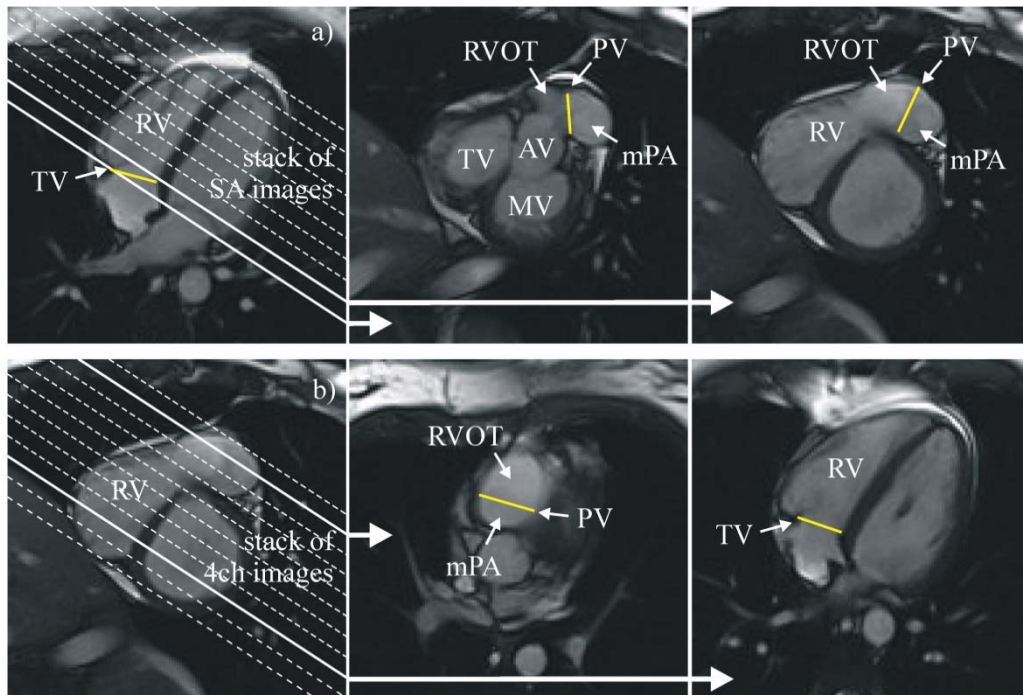 a)
RV
TV
stack of
SA images
RVOT
PV
TV
AV
mPA
MV
RVOT
PV
RV
mPA
b)
RV
stack of
4ch images
RVOT
PV
mPA
RV
TV